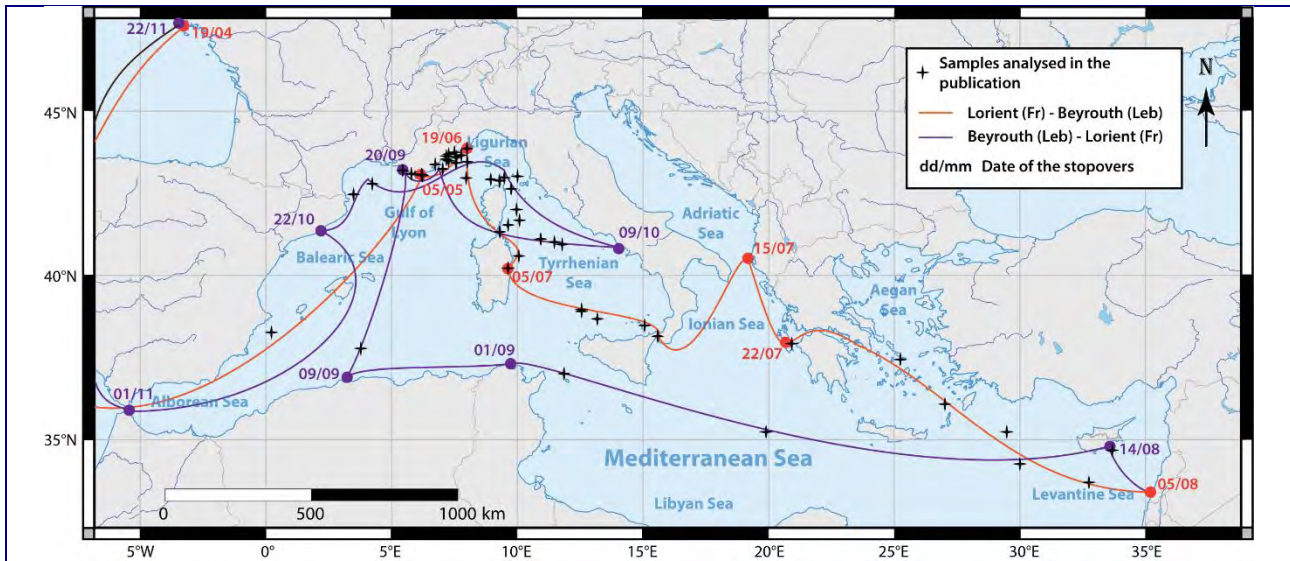 22/11
19/04
Samples analysed in the
publication
Lorient (Fr) - Beyrouth (Leb)
Beyrouth (Leb) - Lorient (Fr)
dd/mm Date of the stopovers
N
45°N
19/06
Ligurian
Sea
20/09
05/05
Gulf of
Lyon
22/10
Adriatic
Sea
09/10
15/07
Balearic Sea
Tyrrhenian
Sea
05/07
Aegan
Sea
40°N
Ionian Sea
22/07
01/09
09/09
01/11
Alborean Sea
35°N
Mediterranean Sea
14/08
Levantine Sea
05/08
Libyan Sea
0 500 1000 km
5°W 0° 5°E 10°E 15°E 20°E 25°E 30°E 35°E